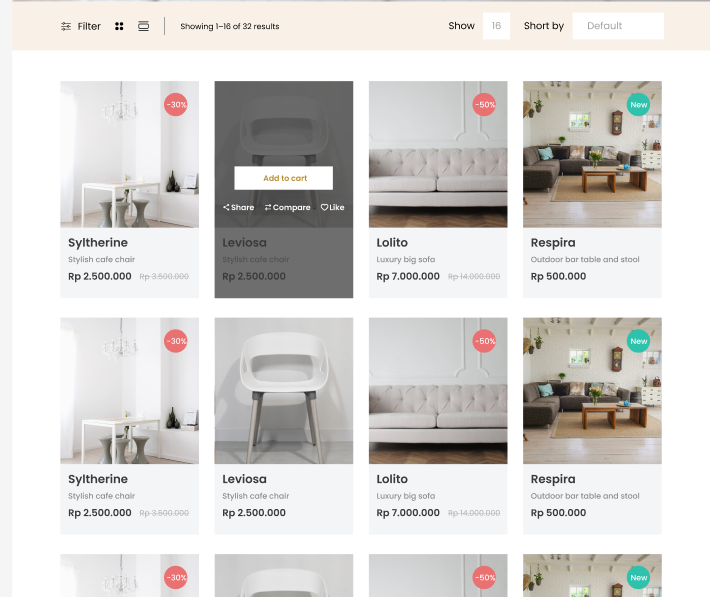 Filter
Showing 1–16 of 32 results
Show 16 Short by Default
-30% -50% New
Add to cart
Share Compare Like
Syltherine Leviosa Lolito Respira
Stylish cafe chair Stylish cafe chair Luxury big sofa Outdoor bar table and stool
Rp 2.500.000 Rp 3.500.000 Rp 2.500.000 Rp 7.000.000 Rp 14.000.000 Rp 500.000
-30% -50% New
Syltherine Leviosa Lolito Respira
Stylish cafe chair Stylish cafe chair Luxury big sofa Outdoor bar table and stool
Rp 2.500.000 Rp 3.500.000 Rp 2.500.000 Rp 7.000.000 Rp 14.000.000 Rp 500.000
-30% -50% New